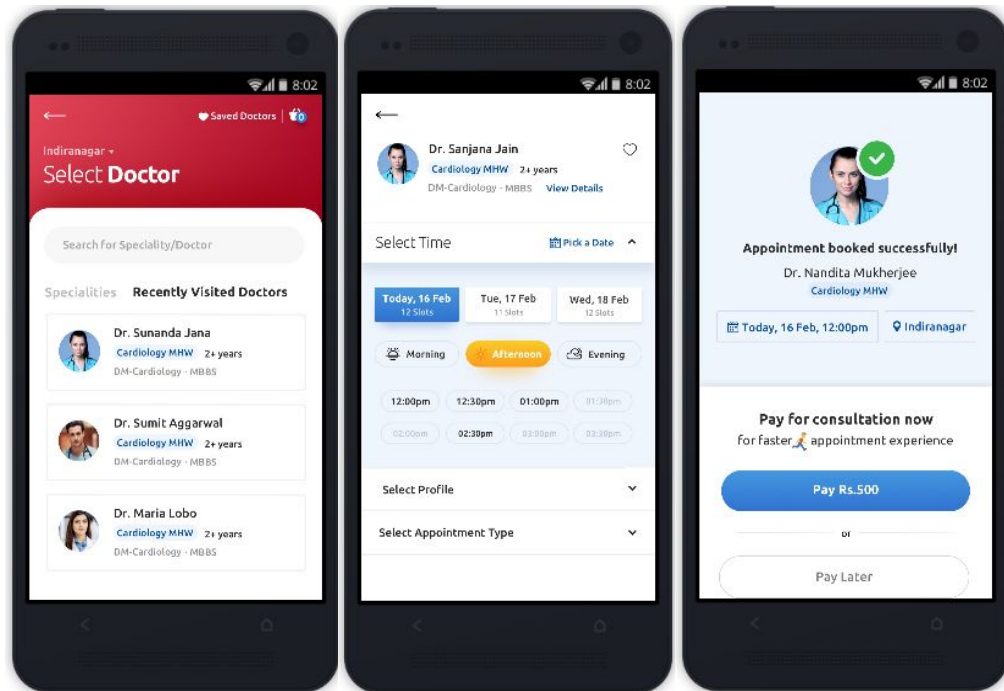 8:02
Saved Doctors | 0
Indiranagar
Select Doctor
Search for Speciality/Doctor
Specialities Recently Visited Doctors
Dr. Sunanda Jana
Cardiology MHW 2+ years
DM-Cardiology - MBBS
Dr. Sumit Aggarwal
Cardiology MHW 2+ years
DM-Cardiology - MBBS
Dr. Maria Lobo
Cardiology MHW 2+ years
DM-Cardiology - MBBS
8:02
Dr. Sanjana Jain
Cardiology MHW 2+ years
DM-Cardiology - MBBS View Details
Select Time Pick a Date
Today, 16 Feb Tue, 17 Feb Wed, 18 Feb
12 Slots 11 Slots 12 Slots
Morning Afternoon Evening
12:00pm 12:30pm 01:00pm 01:30pm
02:00pm 02:30pm 03:00pm 03:30pm
Select Profile
Select Appointment Type
8:02
Appointment booked successfully!
Dr. Nandita Mukherjee
Cardiology MHW
Today, 16 Feb, 12:00pm Indiranagar
Pay for consultation now
for faster appointment experience
Pay Rs.500
or
Pay Later